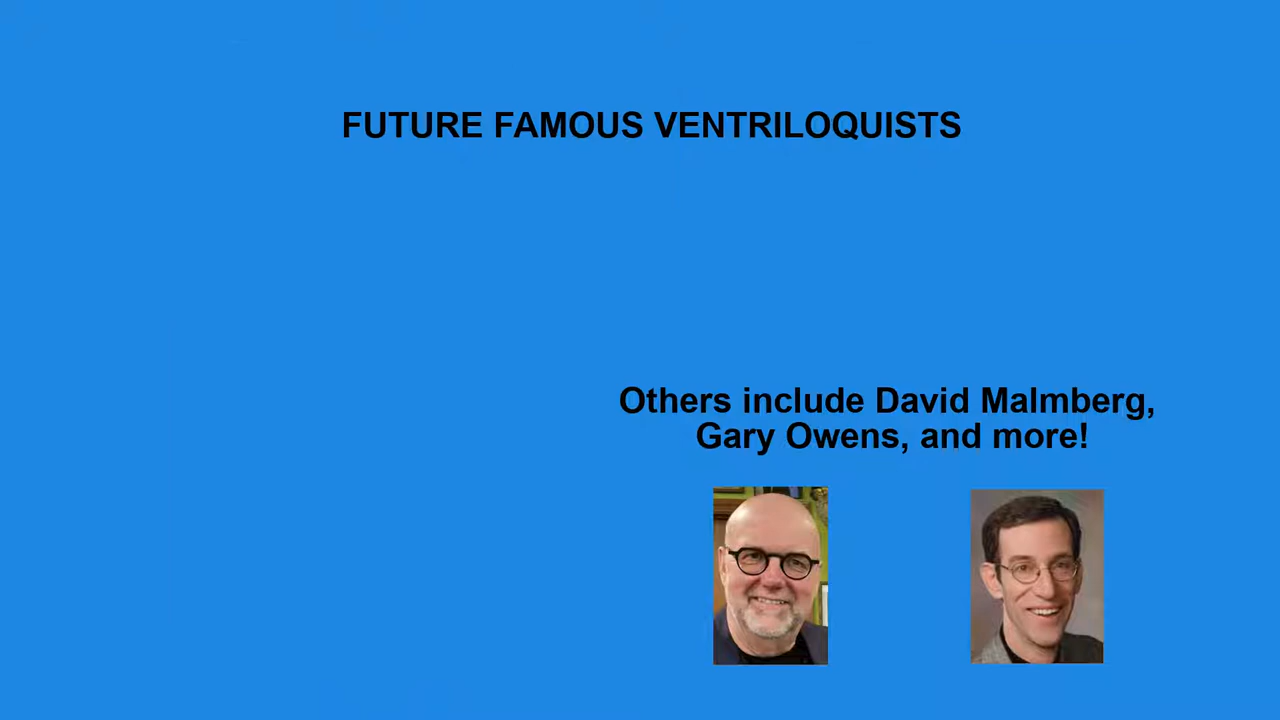 FUTURE FAMOUS VENTRILOQUISTS
Others include David Malmberg,
Gary Owens, and more!